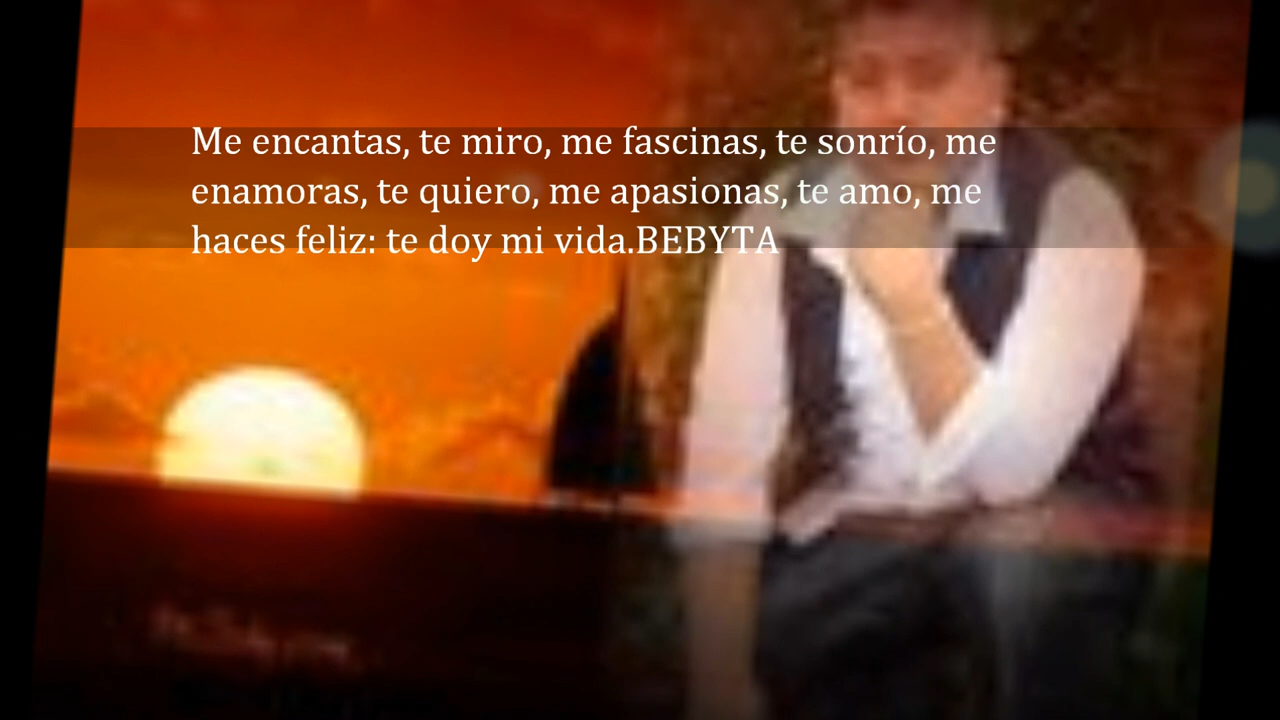 Me encantas, te miro, me fascinas, te sonrío, me
enamoras, te quiero, me apasionas, te amo, me
haces feliz: te doy mi vida.BEBYTA